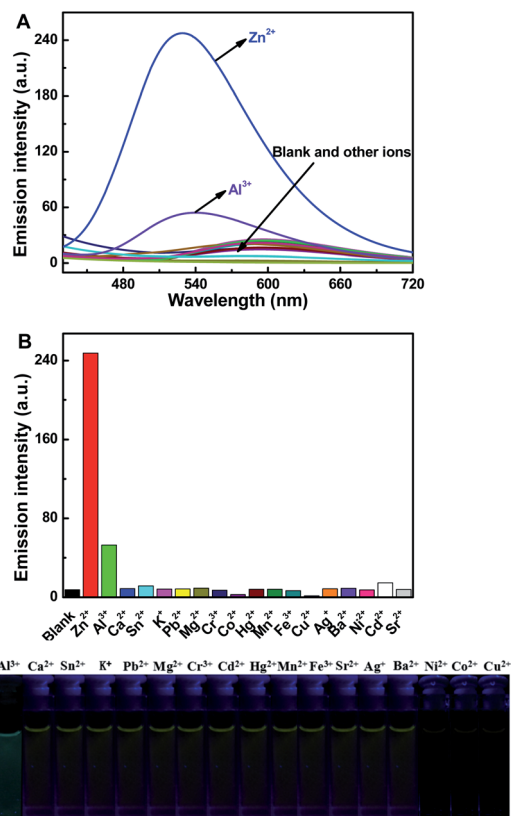 A
Emission intensity (a.u.)
240
180
120
60
0
Zn²⁺
Blank and other ions
Al³⁺
480 540 600 660 720
Wavelength (nm)
B
Emission intensity (a.u.)
240
160
80
0
Blank Zn²⁺ Al³⁺ Ca²⁺ Sn²⁺ K⁺ Pb²⁺ Mg²⁺ Cr³⁺ Co²⁺ Hg²⁺ Mn²⁺ Fe³⁺ Cu²⁺ Ag⁺ Ba²⁺ Ni²⁺ Cd²⁺ Sr²⁺
Al³⁺ Ca²⁺ Sn²⁺ K⁺ Pb²⁺ Mg²⁺ Cr³⁺ Cd²⁺ Hg²⁺ Mn²⁺ Fe³⁺ Sr²⁺ Ag⁺ Ba²⁺ Ni²⁺ Co²⁺ Cu²⁺